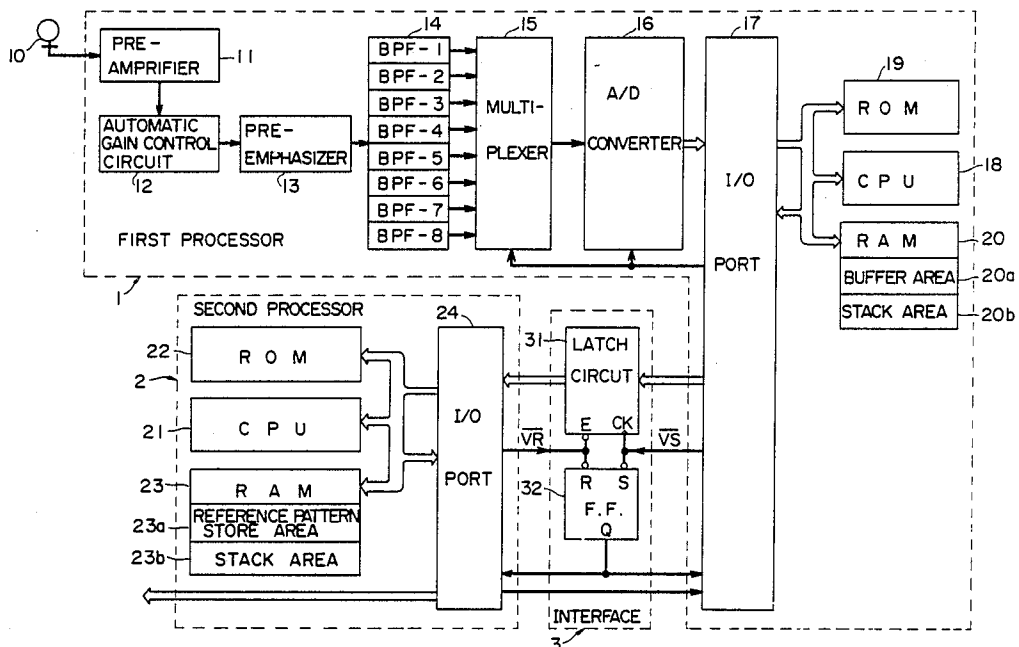 10
PRE-
AMPRIFIER
11
14
BPF-1
BPF-2
BPF-3
BPF-4
BPF-5
BPF-6
BPF-7
BPF-8
15
MULTI-
PLEXER
16
A/D
CONVERTER
17
I/O
PORT
19
ROM
CPU
18
RAM
20
BUFFER AREA
20a
STACK AREA
20b
AUTOMATIC
GAIN CONTROL
CIRCUIT
12
PRE-
EMPHASIZER
13
FIRST PROCESSOR
1
SECOND PROCESSOR
22
ROM
2
21
CPU
23
RAM
23a
REFERENCE PATTERN
STORE AREA
23b
STACK AREA
24
I/O
PORT
31
LATCH
CIRCUT
E
CK
VR
VS
32
R
S
F.F.
Q
INTERFACE
3